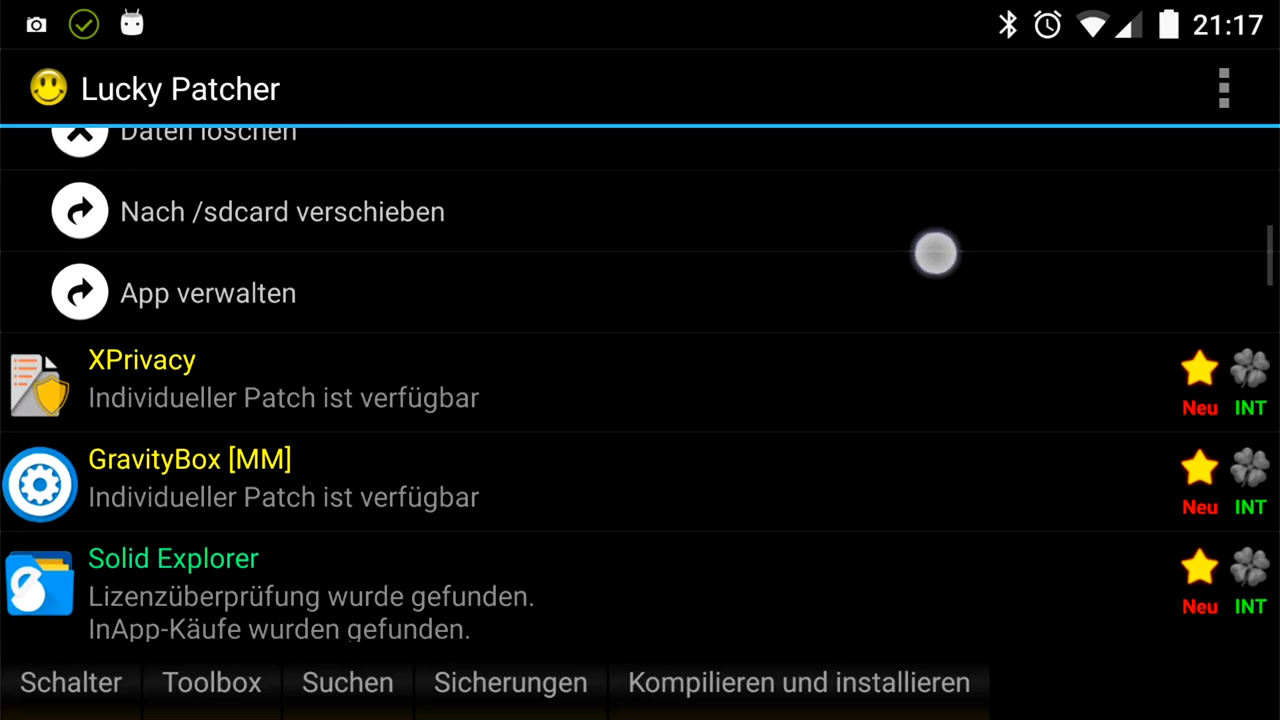 21:17
Lucky Patcher
Daten löschen
Nach /sdcard verschieben
App verwalten
XPrivacy
Individueller Patch ist verfügbar
Neu INT
GravityBox [MM]
Individueller Patch ist verfügbar
Neu INT
Solid Explorer
Lizenzüberprüfung wurde gefunden.
InApp-Käufe wurden gefunden.
Neu INT
Schalter Toolbox Suchen Sicherungen Kompilieren und installieren